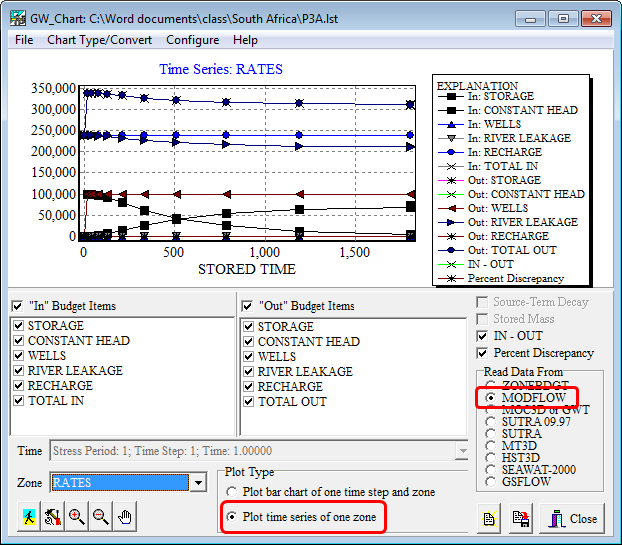 GW_Chart: C:\Word documents\class\South Africa\P3A.lst
File Chart Type/Convert Configure Help
Time Series: RATES
350,000
300,000
250,000
200,000
150,000
100,000
50,000
0
0 500 1,000 1,500
STORED TIME
EXPLANATION
In: STORAGE
In: CONSTANT HEAD
In: WELLS
In: RIVER LEAKAGE
In: RECHARGE
In: TOTAL IN
Out: STORAGE
Out: CONSTANT HEAD
Out: WELLS
Out: RIVER LEAKAGE
Out: RECHARGE
Out: TOTAL OUT
IN - OUT
Percent Discrepancy
"In" Budget Items
STORAGE
CONSTANT HEAD
WELLS
RIVER LEAKAGE
RECHARGE
TOTAL IN
"Out" Budget Items
STORAGE
CONSTANT HEAD
WELLS
RIVER LEAKAGE
RECHARGE
TOTAL OUT
Source-Term Decay
Stored Mass
IN - OUT
Percent Discrepancy
Read Data From
ZONEBDGT
MODFLOW
MOC3D or GWT
SUTRA 09.97
SUTRA
MT3D
HST3D
SEAWAT-2000
GSFLOW
Time Stress Period: 1; Time Step: 1; Time: 1.00000
Zone RATES
Plot Type
Plot bar chart of one time step and zone
Plot time series of one zone
Close